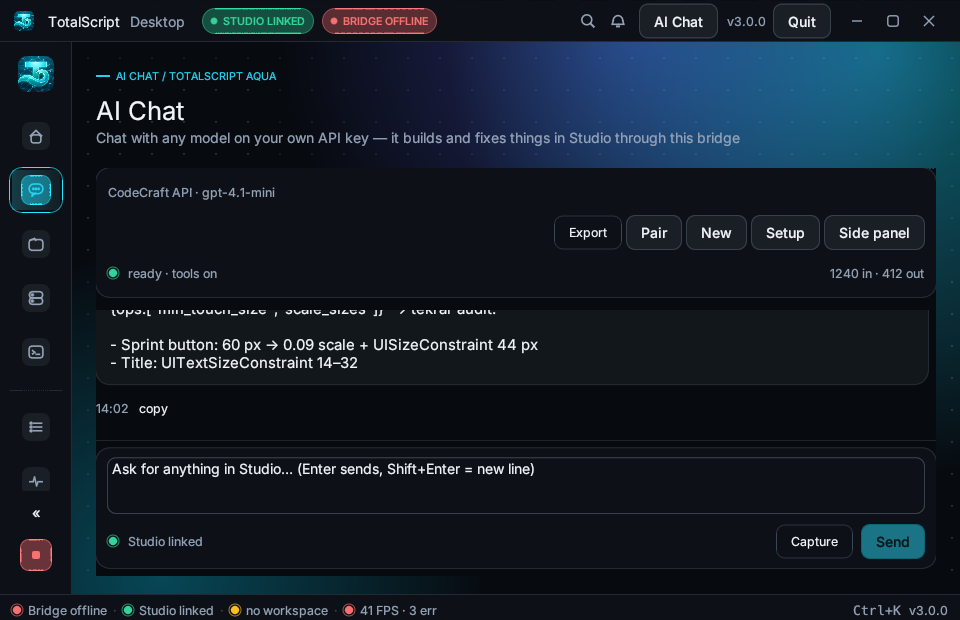 TotalScript Desktop STUDIO LINKED BRIDGE OFFLINE AI Chat v3.0.0 Quit
AI CHAT / TOTALSCRIPT AQUA
AI Chat
Chat with any model on your own API key — it builds and fixes things in Studio through this bridge
CodeCraft API · gpt-4.1-mini
Export Pair New Setup Side panel
ready · tools on 1240 in · 412 out
{ops:["min_touch_size", "scale_sizes"]} → tekrar audit.
- Sprint button: 60 px → 0.09 scale + UISizeConstraint 44 px
- Title: UITextSizeConstraint 14–32
14:02 copy
Ask for anything in Studio... (Enter sends, Shift+Enter = new line)
Studio linked Capture Send
«
Bridge offline · Studio linked · no workspace · 41 FPS · 3 err Ctrl+K v3.0.0